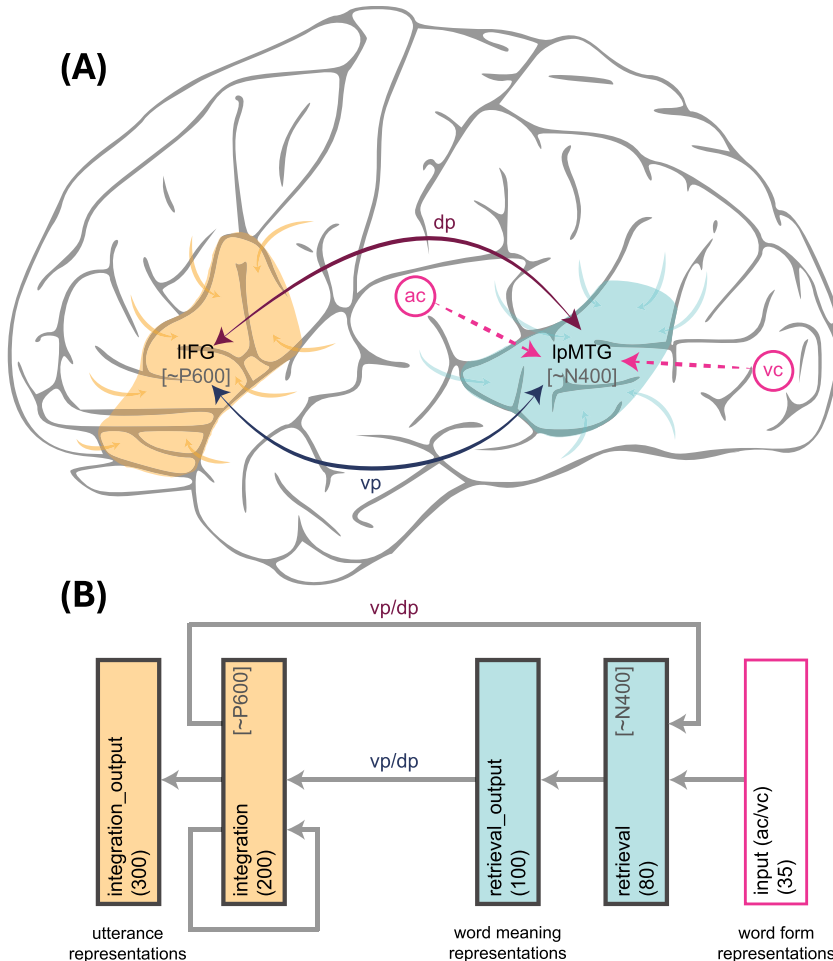 (A)
dp
ac
lIFG
[~P600]
lpMTG
[~N400]
vc
vp
(B)
vp/dp
integration_output
(300)
[~P600]
integration
(200)
vp/dp
retrieval_output
(100)
[~N400]
retrieval
(80)
input (ac/vc)
(35)
utterance
representations
word meaning
representations
word form
representations